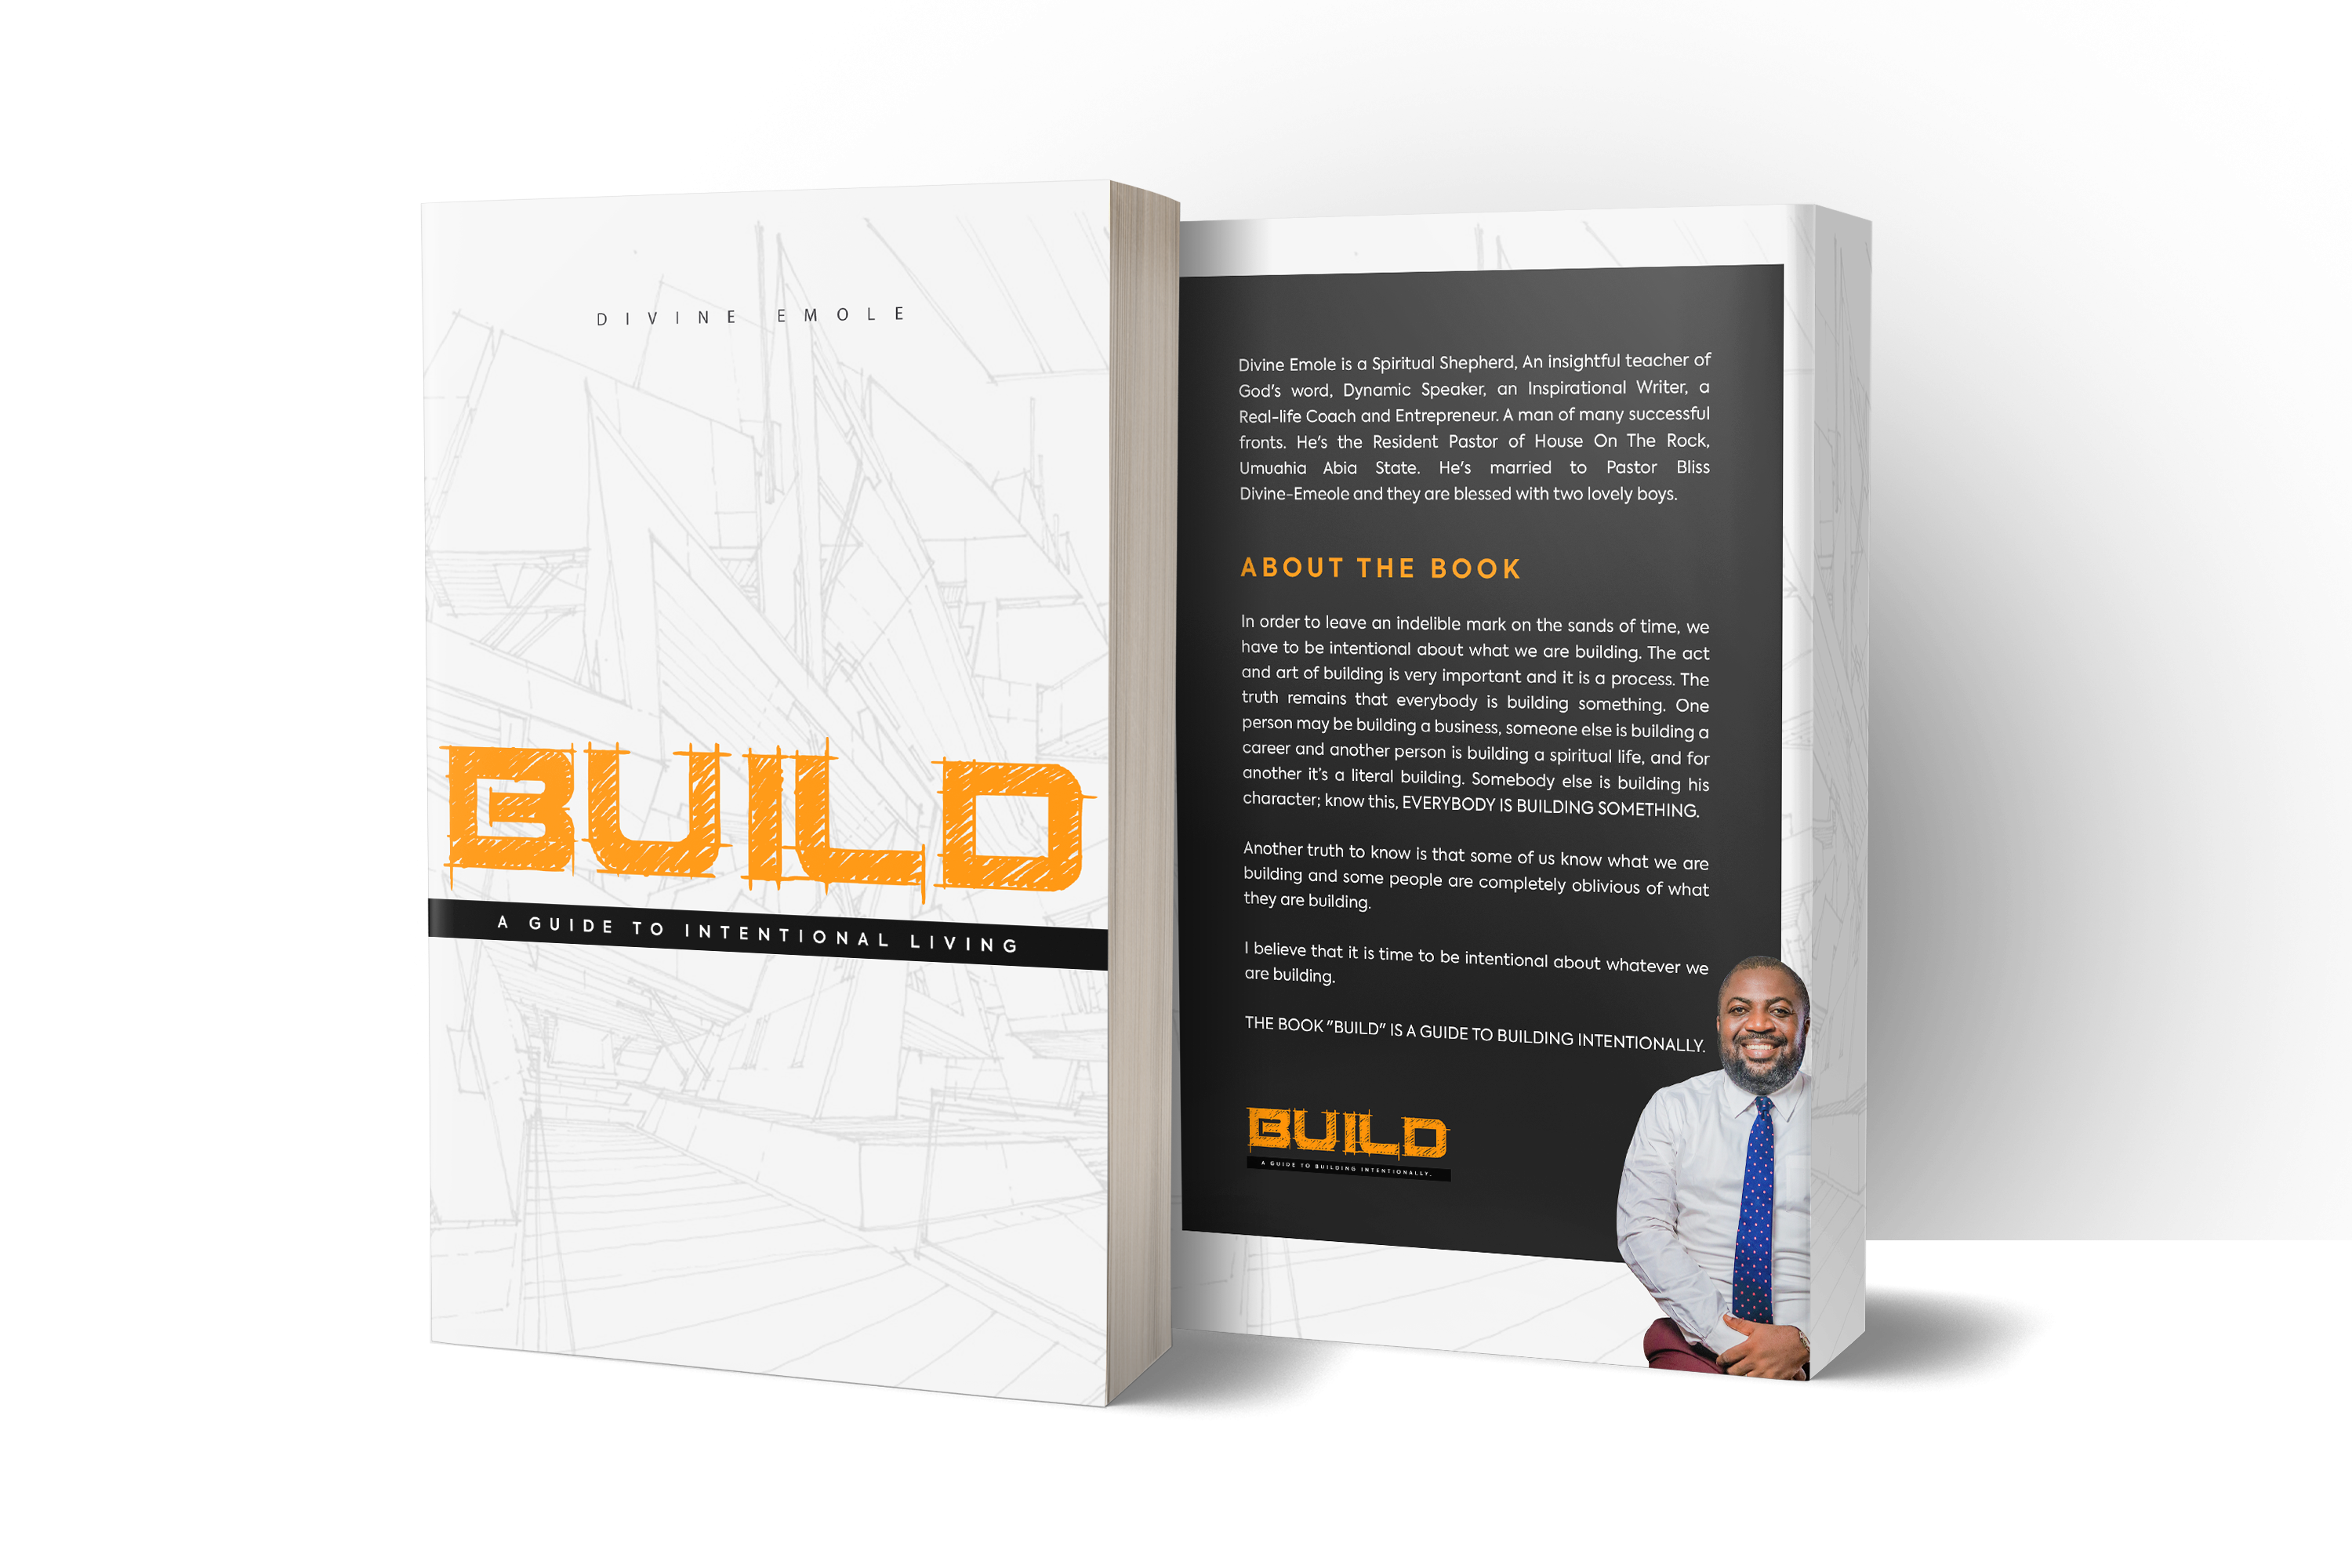 DIVINE EMOLE
BUILD
A GUIDE TO INTENTIONAL LIVING
Divine Emole is a Spiritual Shepherd, An insightful teacher of
God's word, Dynamic Speaker, an Inspirational Writer, a
Real-life Coach and Entrepreneur. A man of many successful
fronts. He's the Resident Pastor of House On The Rock,
Umuahia Abia State. He's married to Pastor Bliss
Divine-Emeole and they are blessed with two lovely boys.
ABOUT THE BOOK
In order to leave an indelible mark on the sands of time, we
have to be intentional about what we are building. The act
and art of building is very important and it is a process. The
truth remains that everybody is building something. One
person may be building a business, someone else is building a
career and another person is building a spiritual life, and for
another it's a literal building. Somebody else is building his
character; know this, EVERYBODY IS BUILDING SOMETHING.
Another truth to know is that some of us know what we are
building and some people are completely oblivious of what
they are building.
I believe that it is time to be intentional about whatever we
are building.
THE BOOK "BUILD" IS A GUIDE TO BUILDING INTENTIONALLY.
BUILD
A GUIDE TO BUILDING INTENTIONALLY.